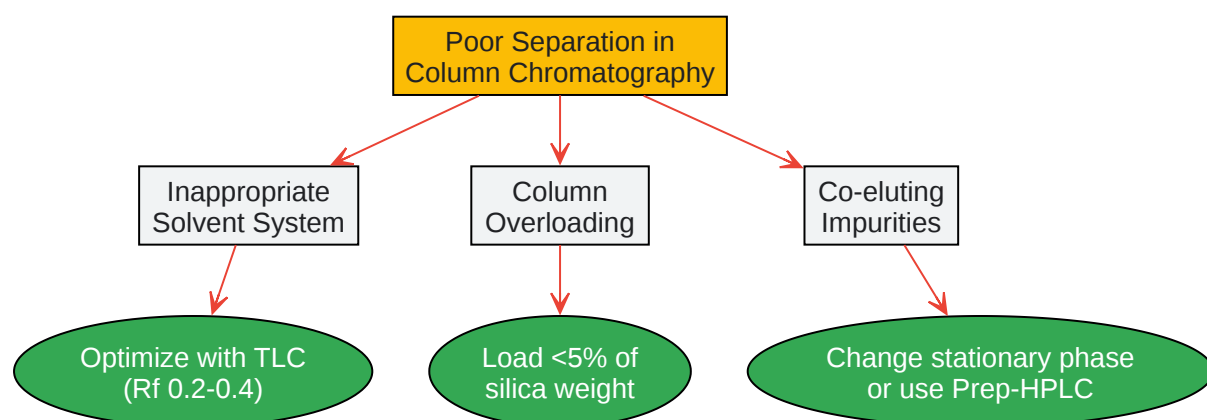 Poor Separation in
Column Chromatography
Inappropriate
Solvent System
Column
Overloading
Co-eluting
Impurities
Optimize with TLC
(Rf 0.2-0.4)
Load <5% of
silica weight
Change stationary phase
or use Prep-HPLC